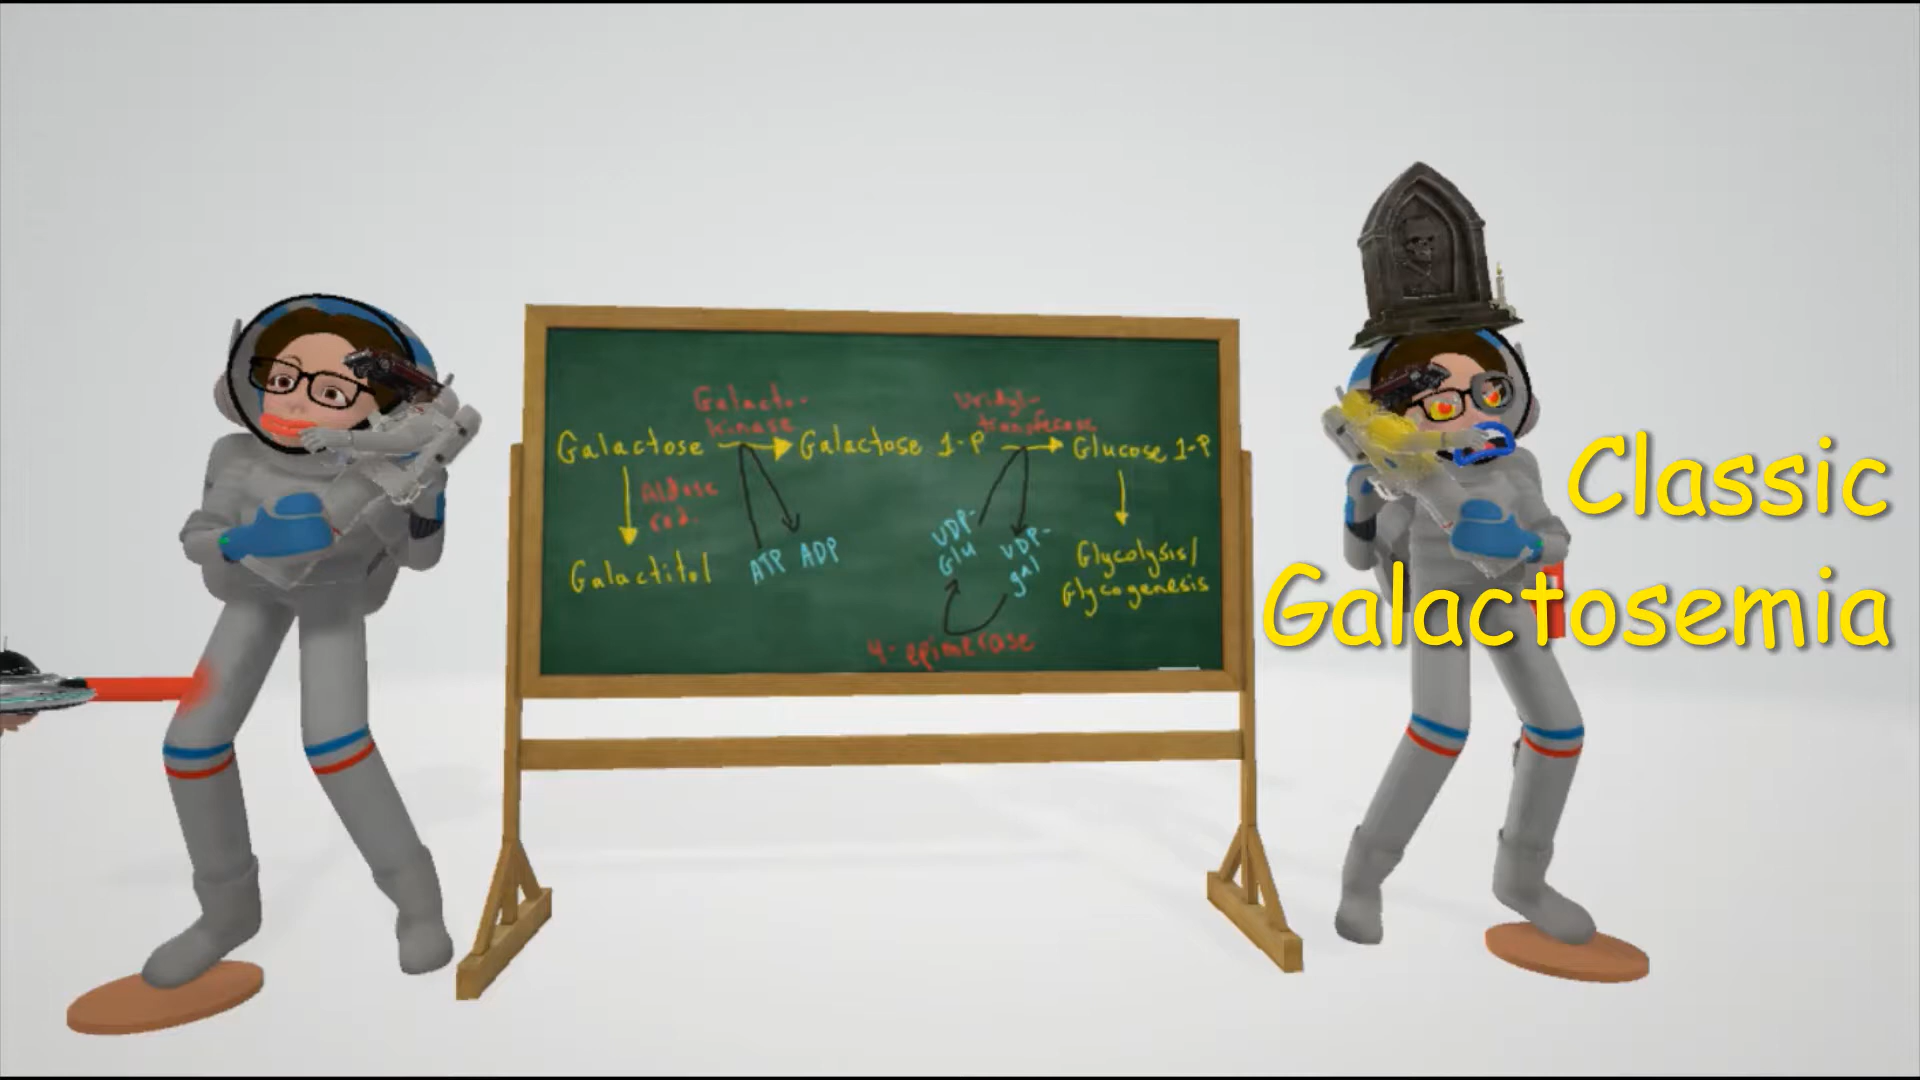 Galacto-
kinase
Uridyl-
transferase
Galactose
Galactose 1-P
Glucose 1-P
Aldose
red.
Galactitol
ATP ADP
UDP-
Glu
UDP-
gal
Glycolysis/
Glycogenesis
4-epimerase
Classic
Galactosemia